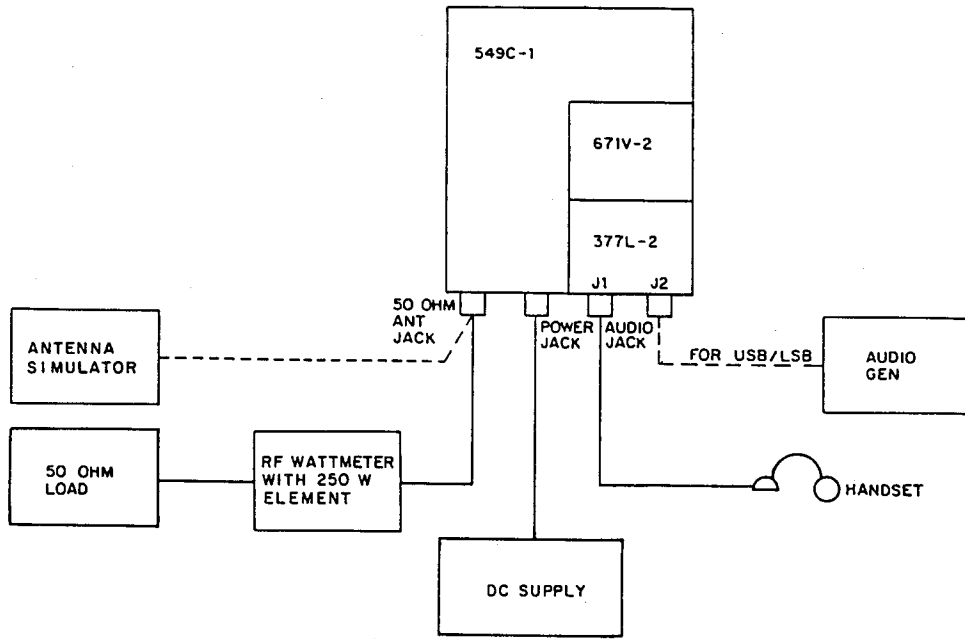 549C-1
671V-2
377L-2
J1 J2
50 OHM
ANT
JACK
POWER
JACK
AUDIO
JACK
ANTENNA
SIMULATOR
FOR USB/LSB
AUDIO
GEN
50 OHM
LOAD
RF WATTMETER
WITH 250 W
ELEMENT
HANDSET
DC SUPPLY